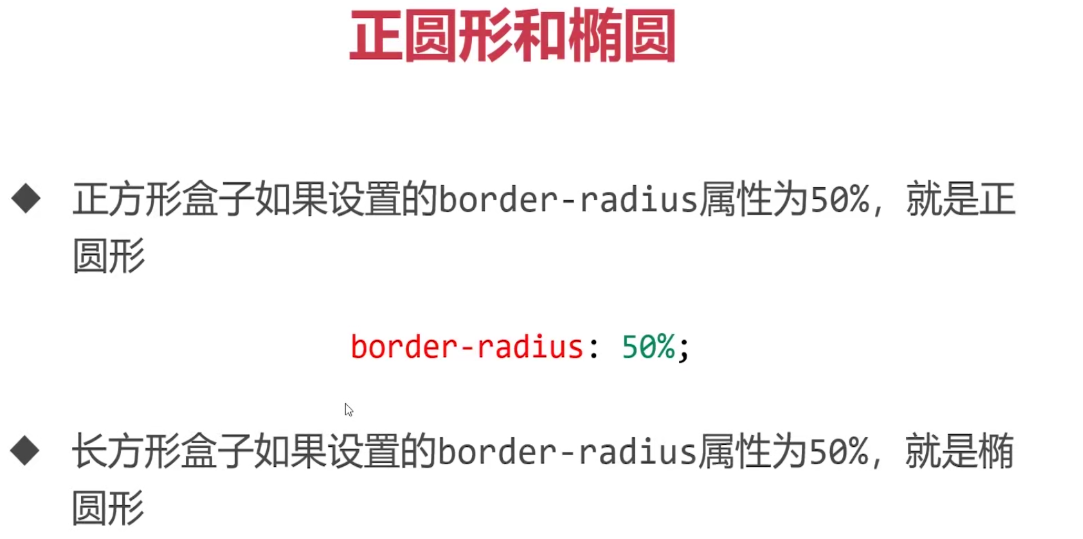 正圆形和椭圆
◆ 正方形盒子如果设置的border-radius属性为50%，就是正
圆形
border-radius: 50%;
◆ 长方形盒子如果设置的border-radius属性为50%，就是椭
圆形